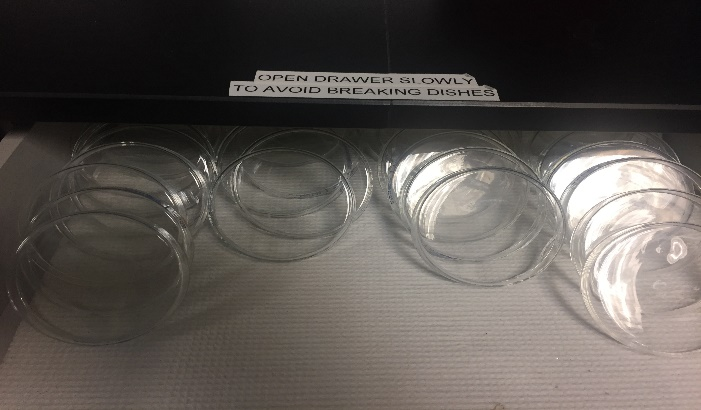 OPEN DRAWER SLOWLY
TO AVOID BREAKING DISHES